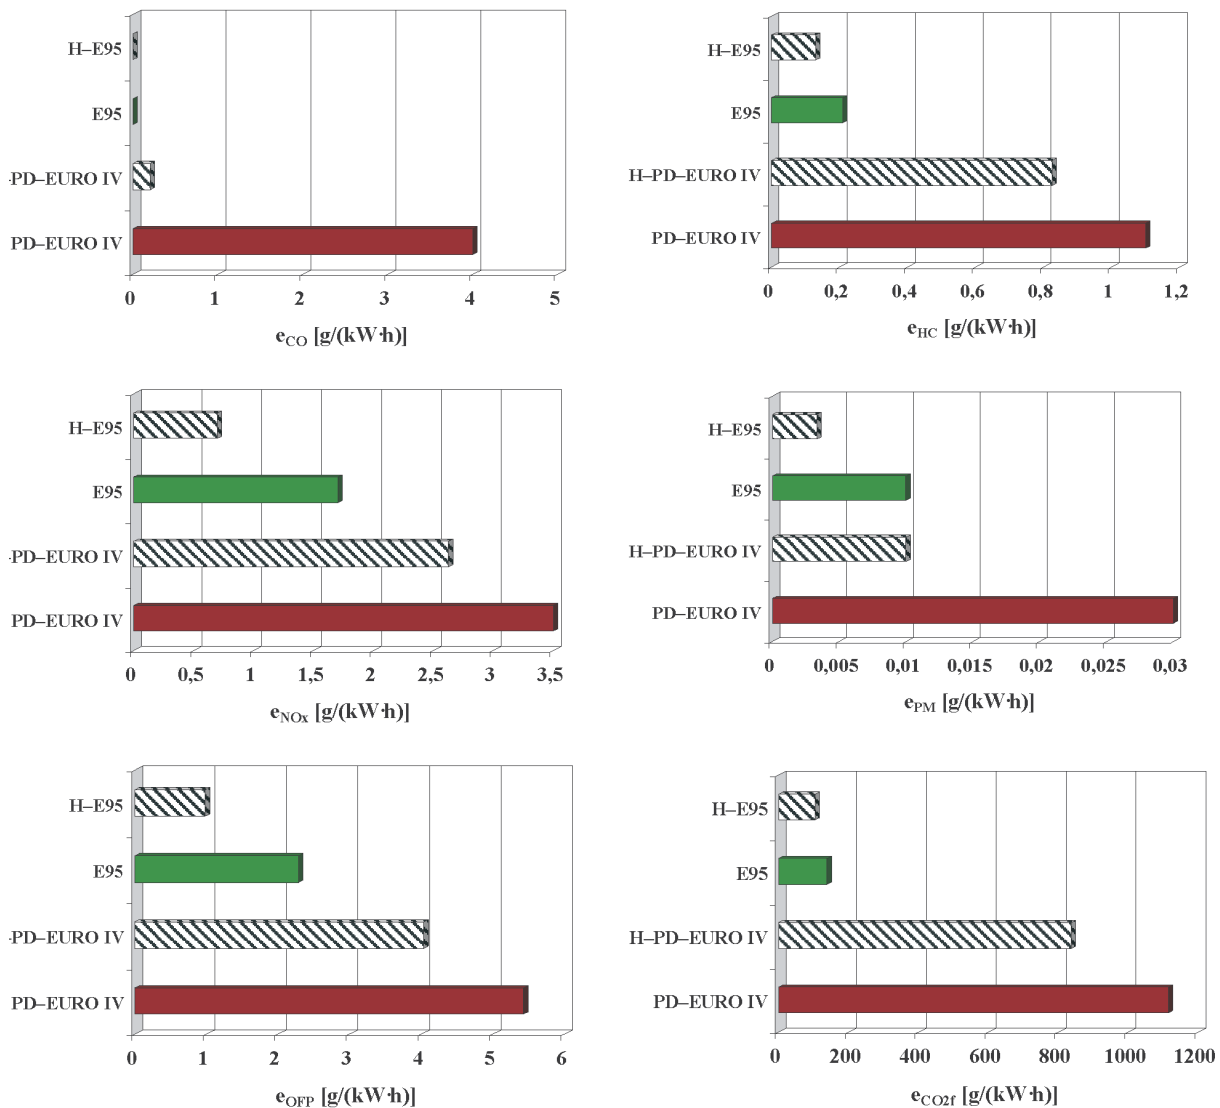 H–E95
E95
-PD–EURO IV
PD–EURO IV
0 1 2 3 4 5
eCO [g/(kW·h)]
H–E95
E95
H–PD–EURO IV
PD–EURO IV
0 0,2 0,4 0,6 0,8 1 1,2
eHC [g/(kW·h)]
H–E95
E95
-PD–EURO IV
PD–EURO IV
0 0,5 1 1,5 2 2,5 3 3,5
eNOx [g/(kW·h)]
H–E95
E95
H–PD–EURO IV
PD–EURO IV
0 0,005 0,01 0,015 0,02 0,025 0,03
ePM [g/(kW·h)]
H–E95
E95
-PD–EURO IV
PD–EURO IV
0 1 2 3 4 5 6
eOFP [g/(kW·h)]
H–E95
E95
H–PD–EURO IV
PD–EURO IV
0 200 400 600 800 1000 1200
eCO2f [g/(kW·h)]